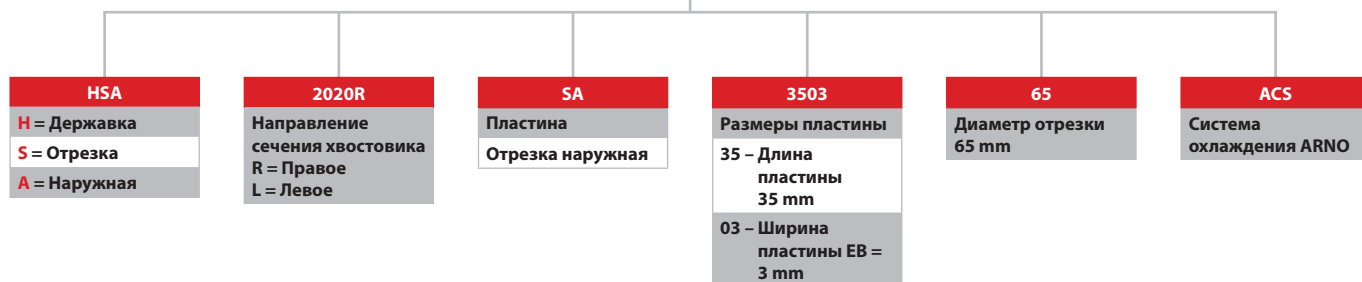 HSA
H = Державка
S = Отрезка
A = Наружная
2020R
Направление
сечения хвостовика
R = Правое
L = Левое
SA
Пластина
Отрезка наружная
3503
Размеры пластины
35 – Длина
пластины
35 mm
03 – Ширина
пластины EB =
3 mm
65
Диаметр отрезки
65 mm
ACS
Система
охлаждения ARNO